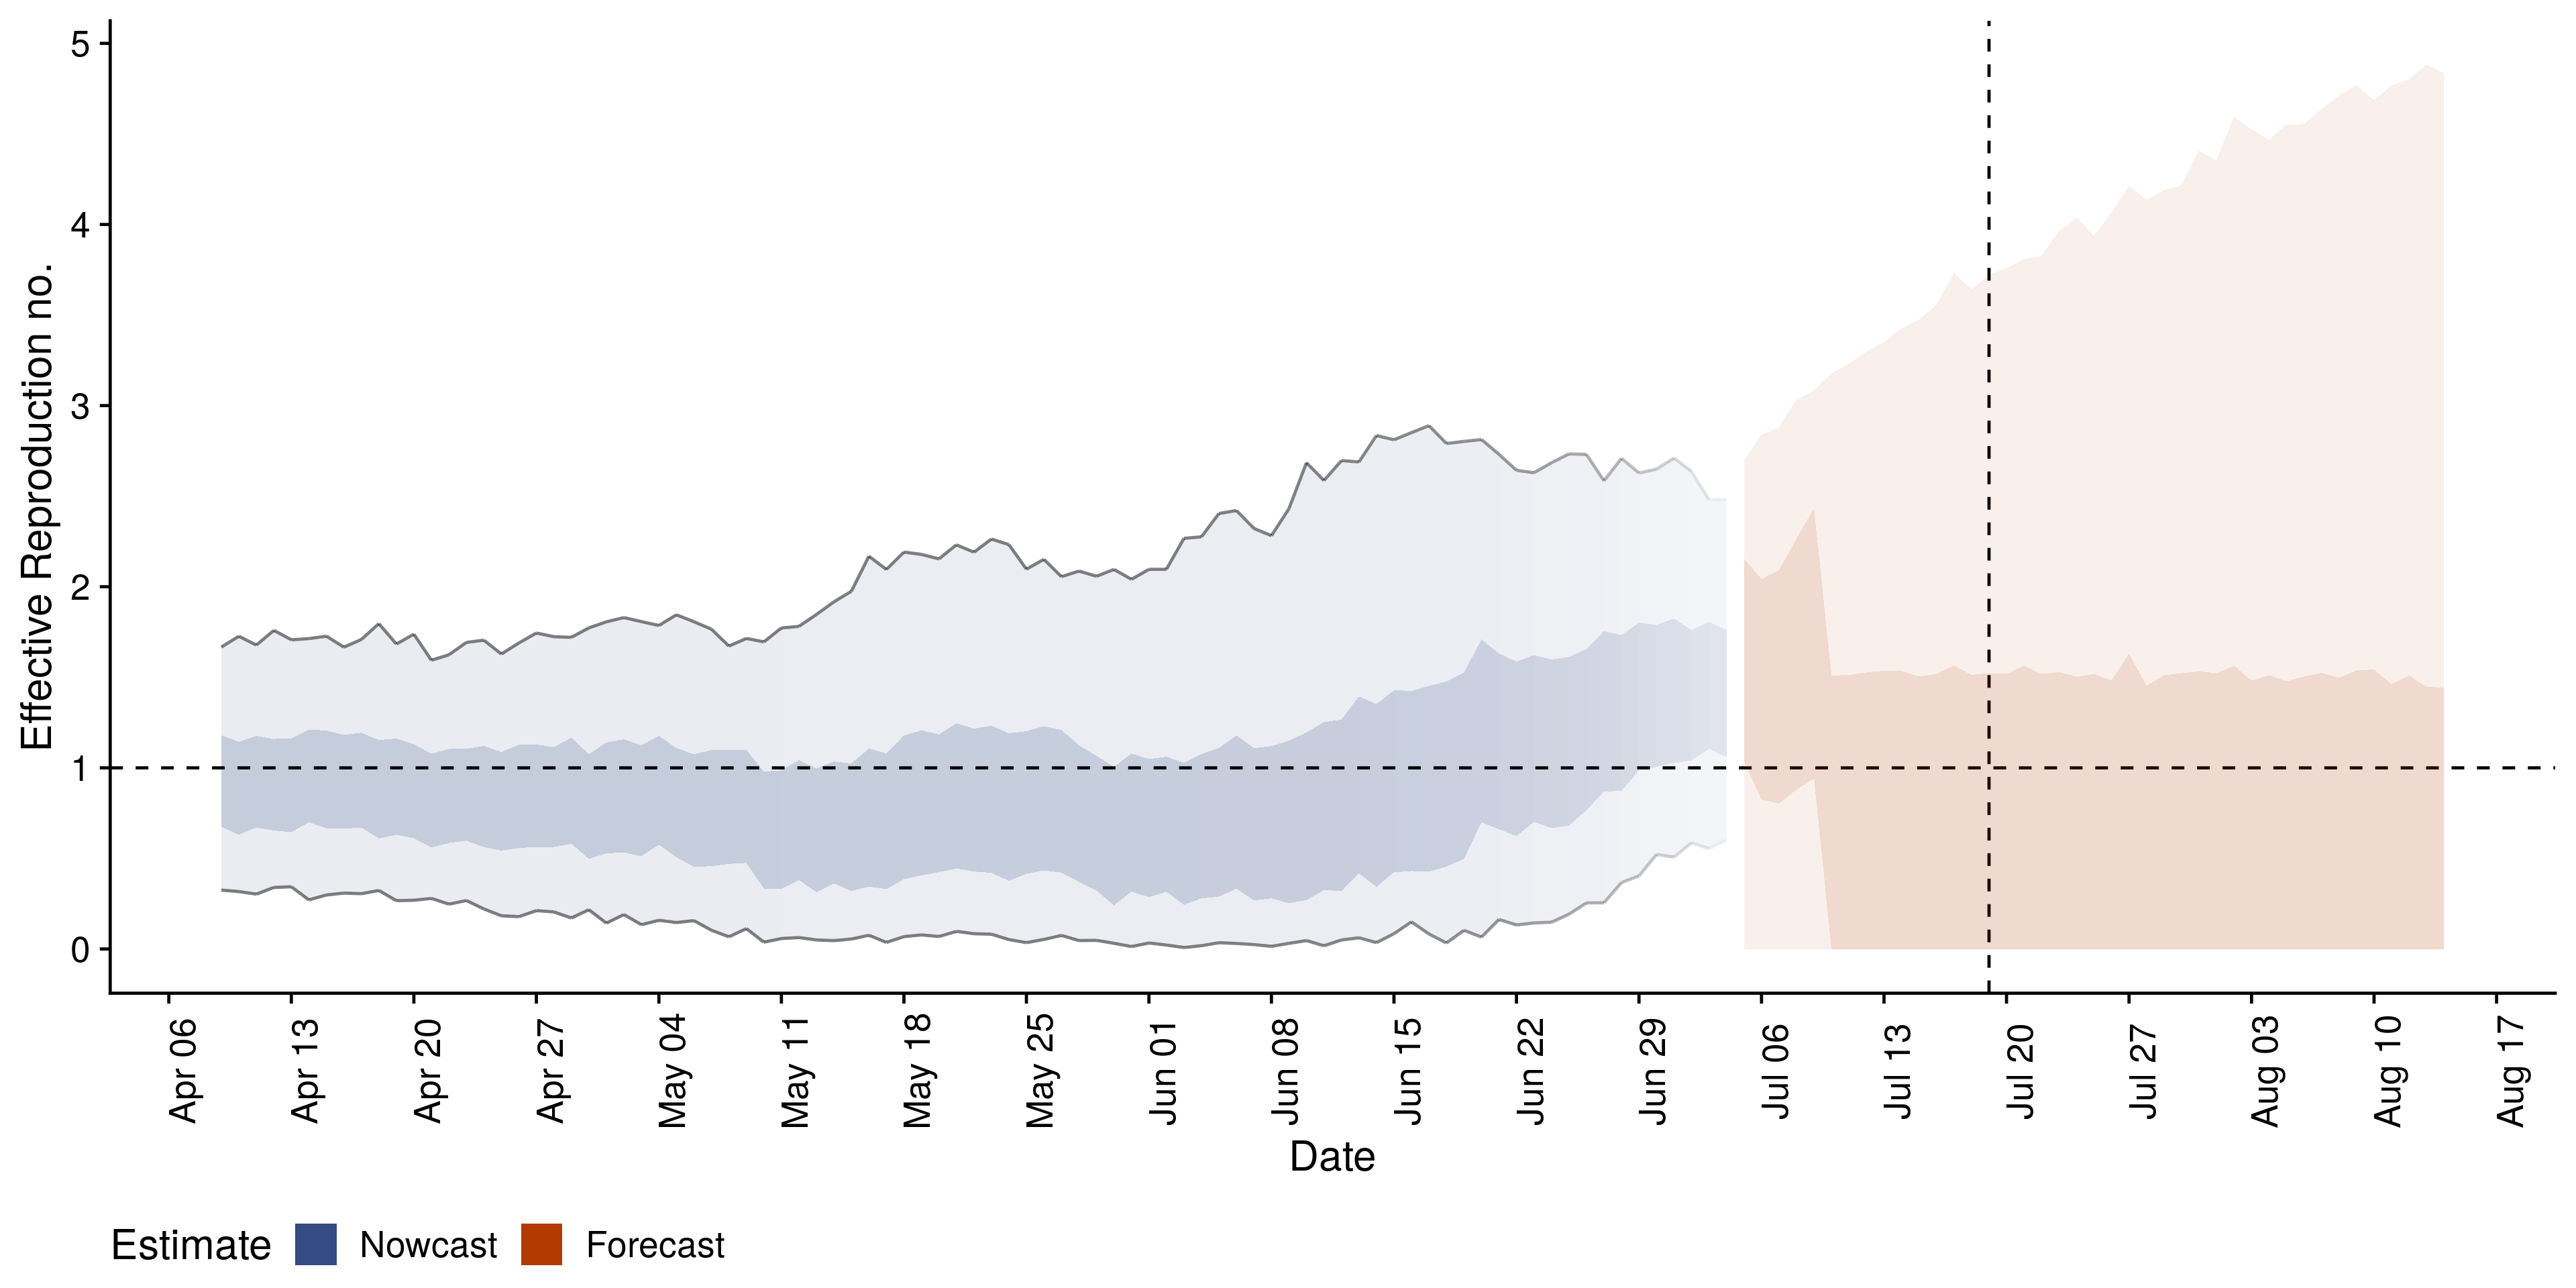 Effective Reproduction no.
5
4
3
2
1
0
Apr 06
Apr 13
Apr 20
Apr 27
May 04
May 11
May 18
May 25
Jun 01
Jun 08
Jun 15
Jun 22
Jun 29
Jul 06
Jul 13
Jul 20
Jul 27
Aug 03
Aug 10
Aug 17
Date
Estimate Nowcast Forecast